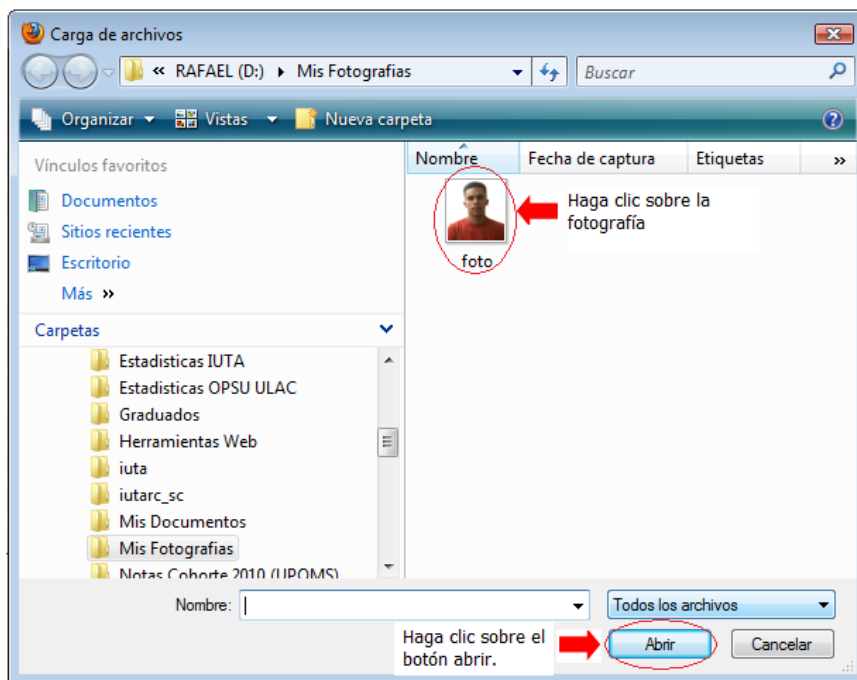 Carga de archivos
« RAFAEL (D:) ▸ Mis Fotografias
Buscar
Organizar Vistas Nueva carpeta
Vínculos favoritos
Documentos
Sitios recientes
Escritorio
Más »
Carpetas
Estadisticas IUTA
Estadisticas OPSU ULAC
Graduados
Herramientas Web
iuta
iutarc_sc
Mis Documentos
Mis Fotografias
Notas Cohorte 2010 (UPOMS)
Nombre Fecha de captura Etiquetas »
Haga clic sobre la
fotografía
foto
Nombre:
Todos los archivos
Haga clic sobre el
botón abrir.
Abrir Cancelar